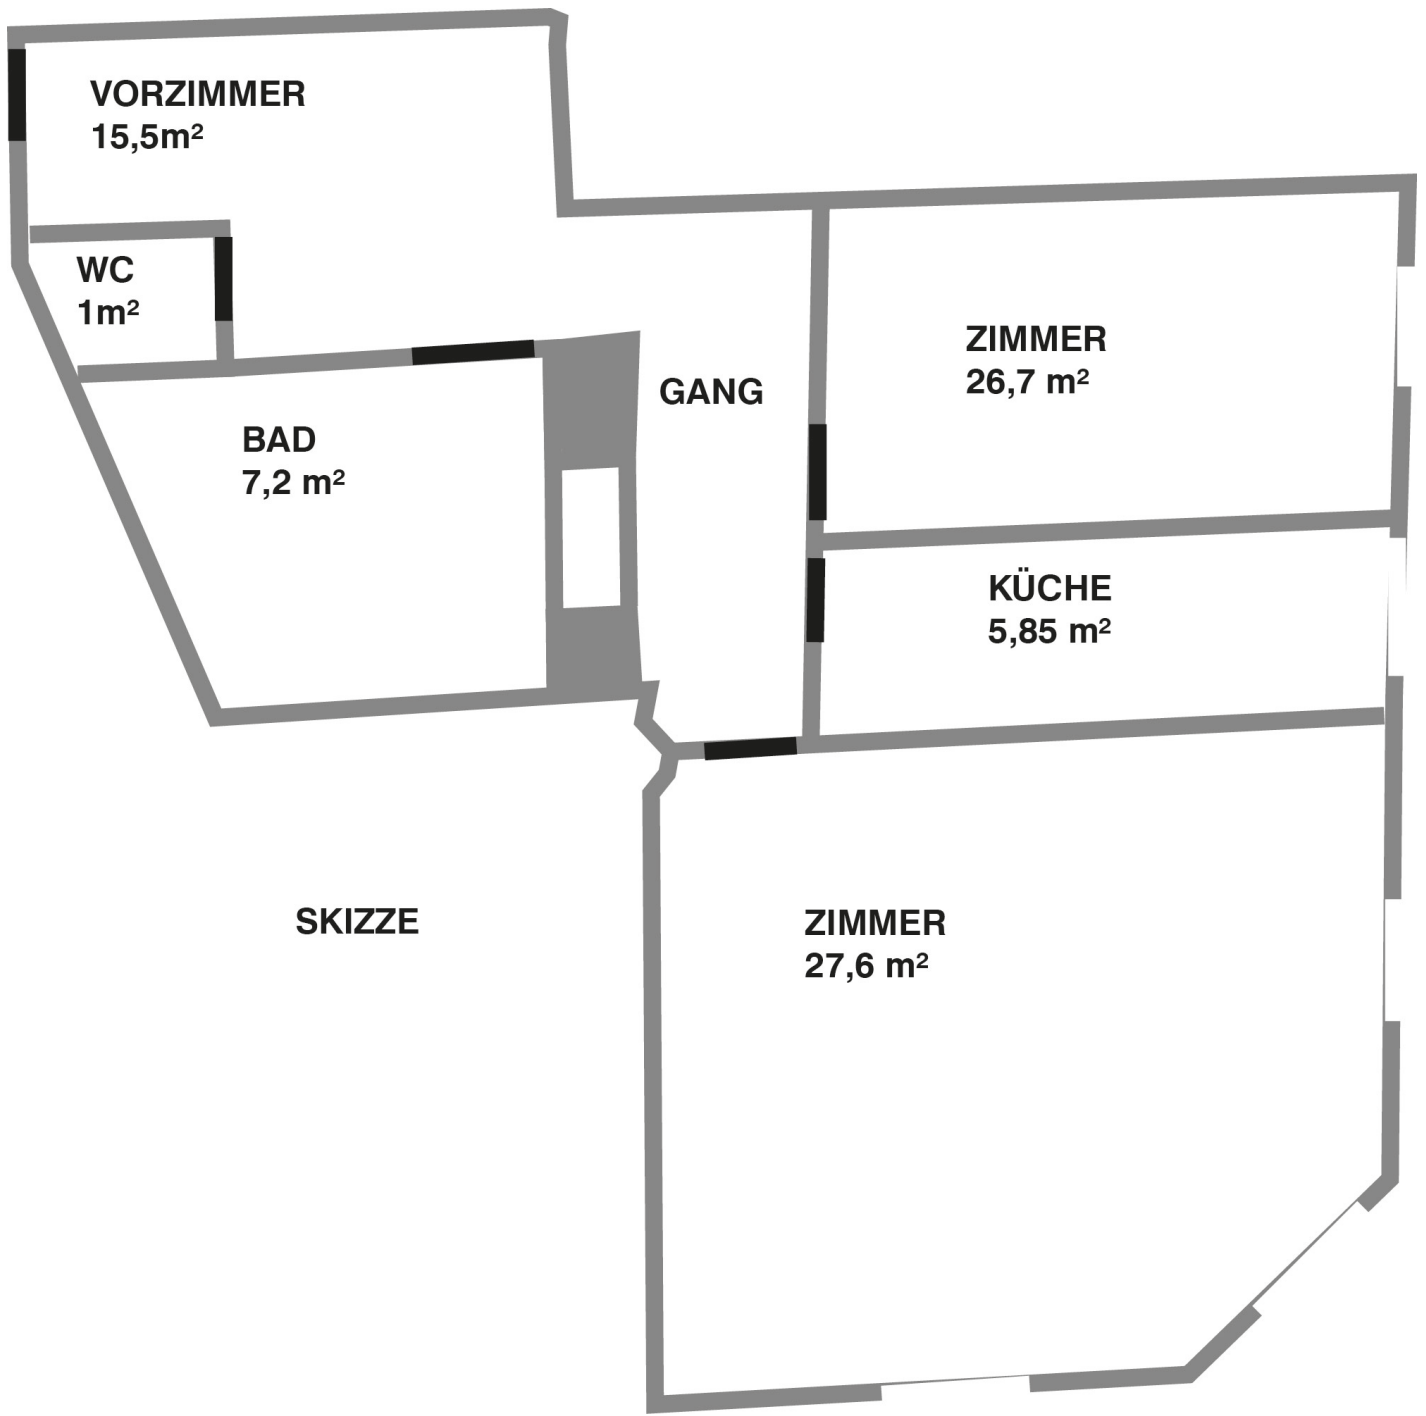 VORZIMMER
15,5m²
WC
1m²
ZIMMER
26,7 m²
GANG
BAD
7,2 m²
KÜCHE
5,85 m²
SKIZZE
ZIMMER
27,6 m²